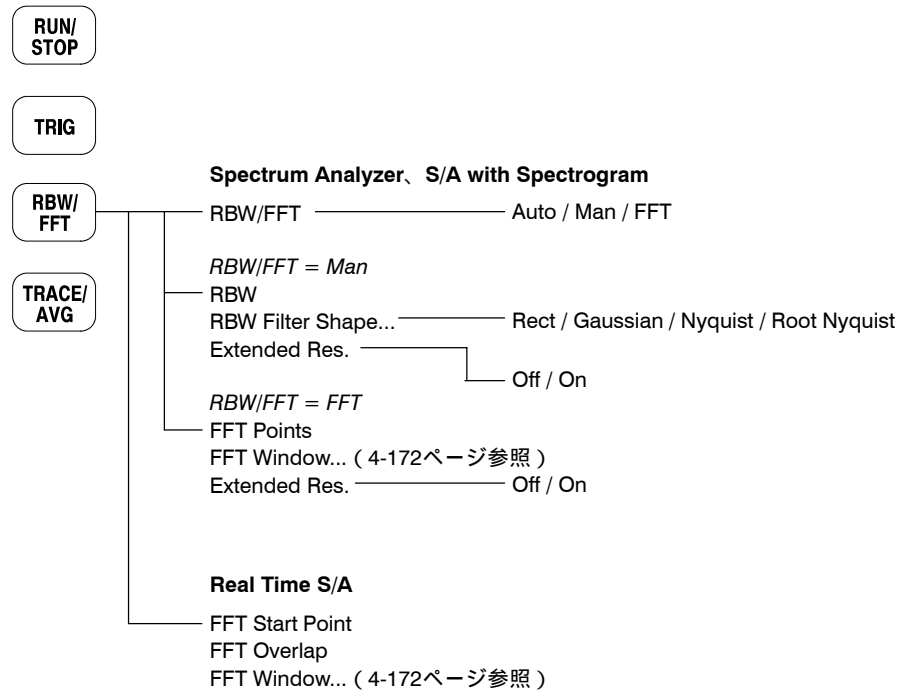 RUN/
STOP
TRIG
RBW/
FFT
TRACE/
AVG
Spectrum Analyzer、S/A with Spectrogram
RBW/FFT Auto / Man / FFT
RBW/FFT = Man
RBW
RBW Filter Shape... Rect / Gaussian / Nyquist / Root Nyquist
Extended Res.
Off / On
RBW/FFT = FFT
FFT Points
FFT Window...（4-172ページ参照）
Extended Res. Off / On
Real Time S/A
FFT Start Point
FFT Overlap
FFT Window...（4-172ページ参照）